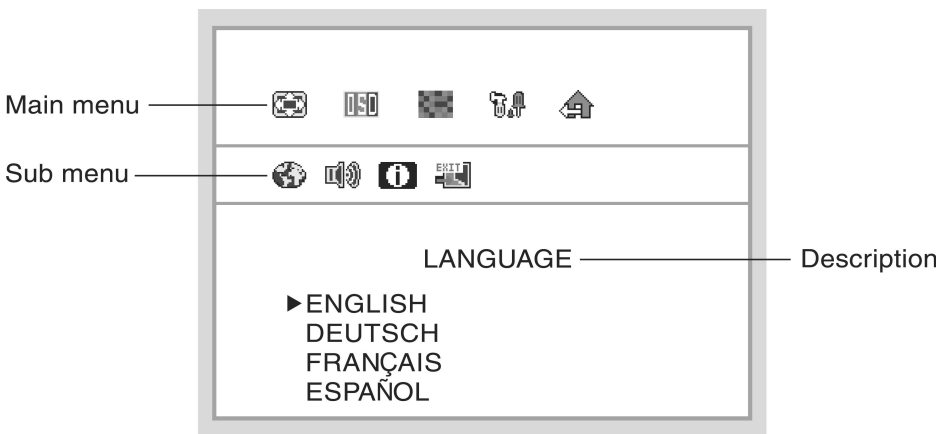 Main menu
OSD
Sub menu
EXIT
LANGUAGE
Description
▶ENGLISH
DEUTSCH
FRANÇAIS
ESPAÑOL